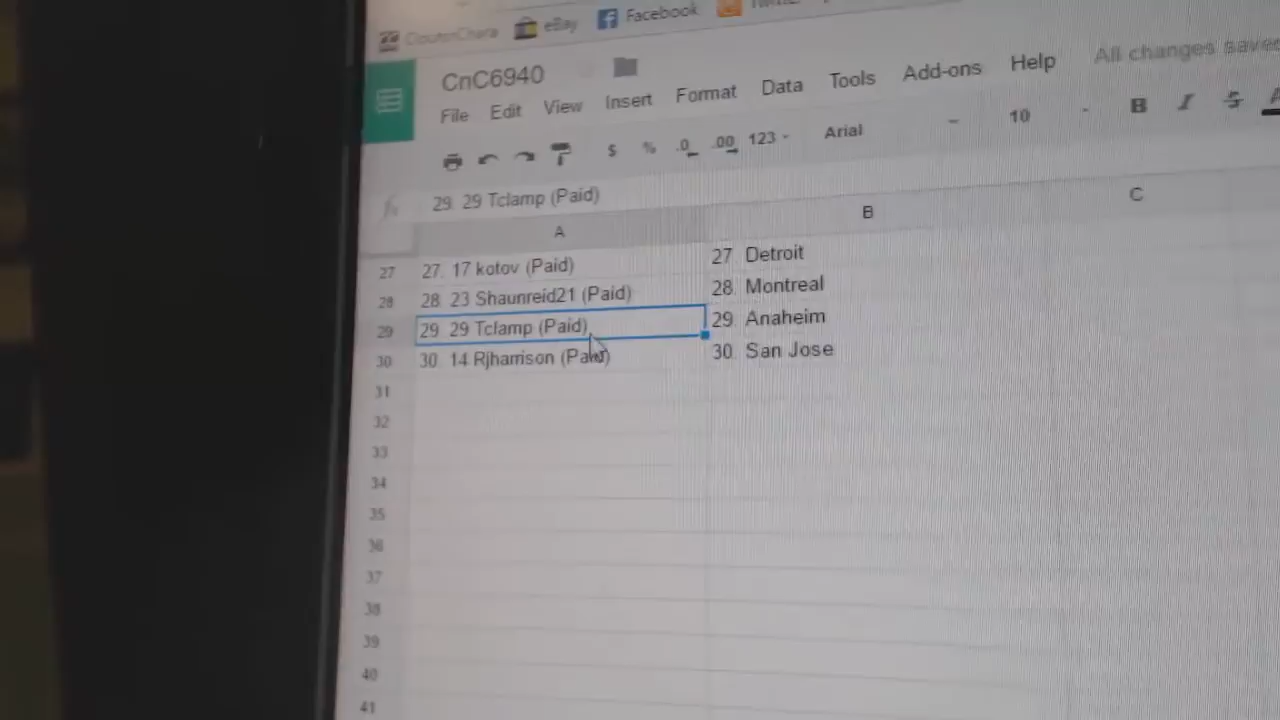 eBay Facebook
CnC6940
File Edit View Insert Format Data Tools Add-ons Help All changes save
$ % .0 .00 123 Arial 10 B I S A
fx 29. 29 Tclamp (Paid)
A B C
27 27. 17 kotov (Paid) 27. Detroit
28 28. 23 Shaunreid21 (Paid) 28. Montreal
29 29. 29 Tclamp (Paid) 29. Anaheim
30 30. 14 Rjharrison (Paid) 30. San Jose
31
32
33
34
35
36
37
38
39
40
41